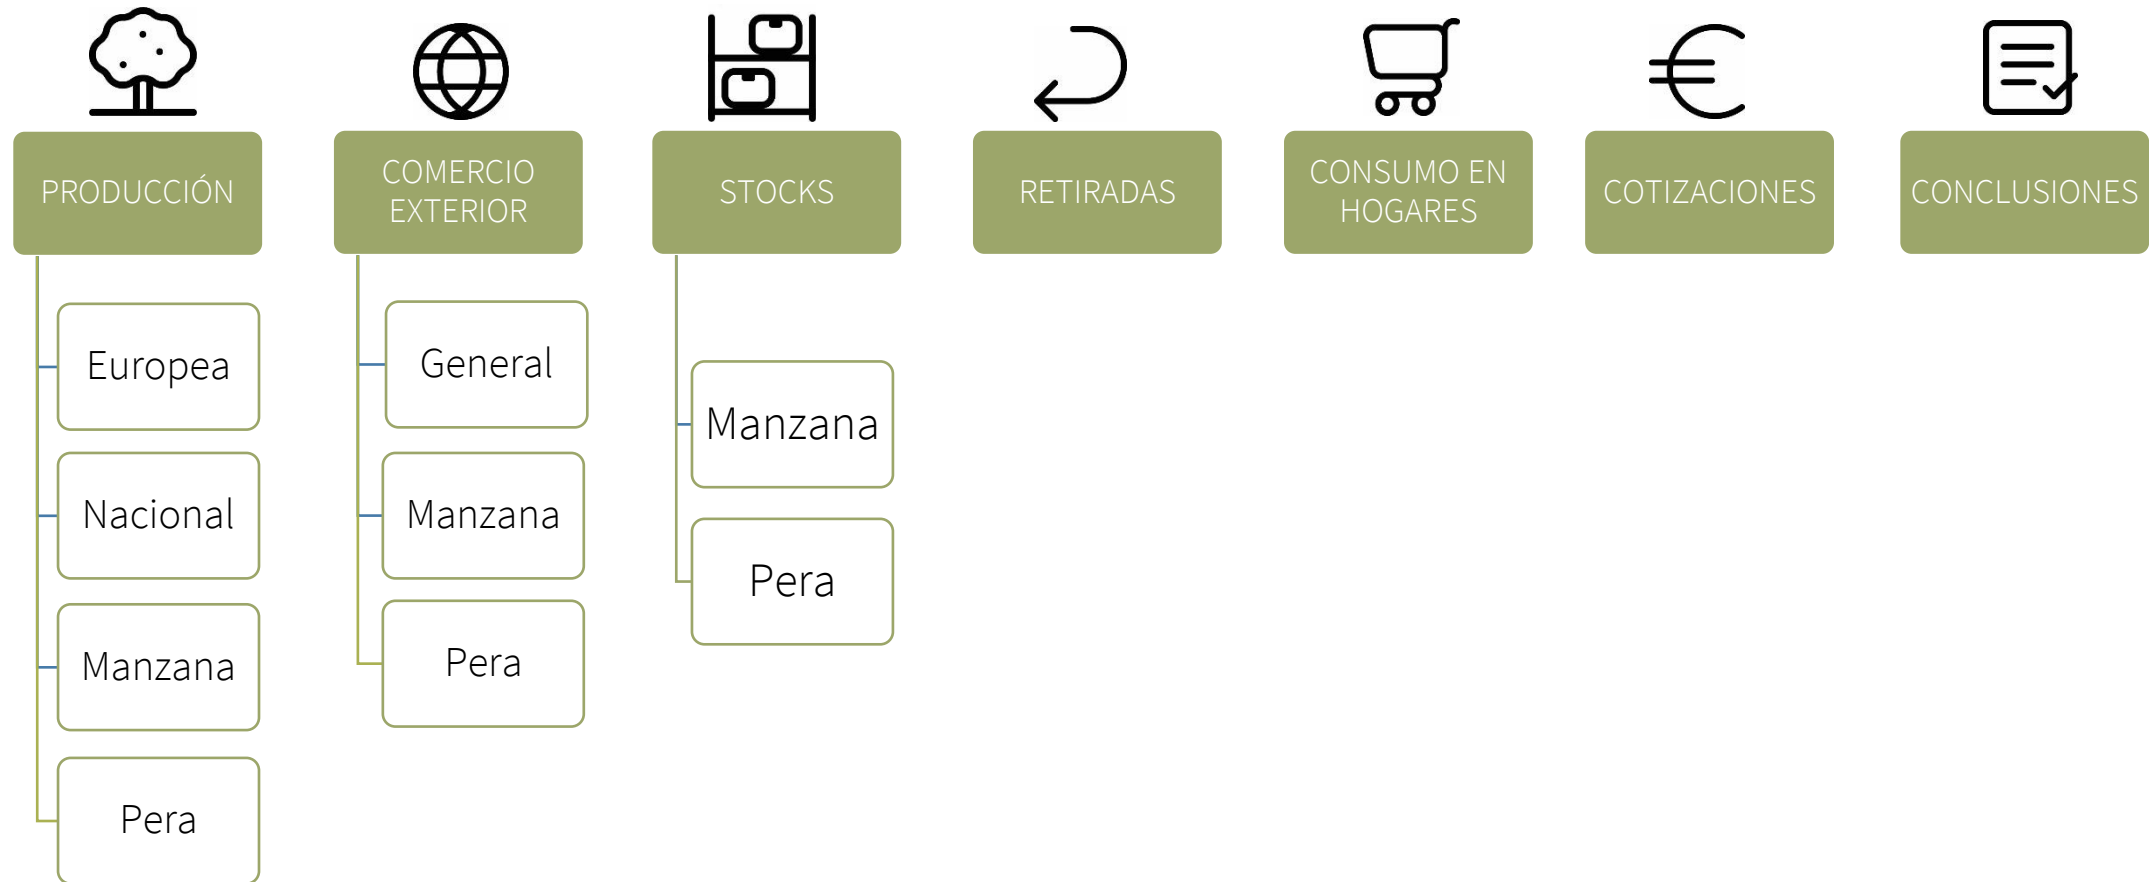 PRODUCCIÓN
Europea
Nacional
Manzana
Pera
COMERCIO
EXTERIOR
General
Manzana
Pera
STOCKS
Manzana
Pera
RETIRADAS
CONSUMO EN
HOGARES
COTIZACIONES
CONCLUSIONES